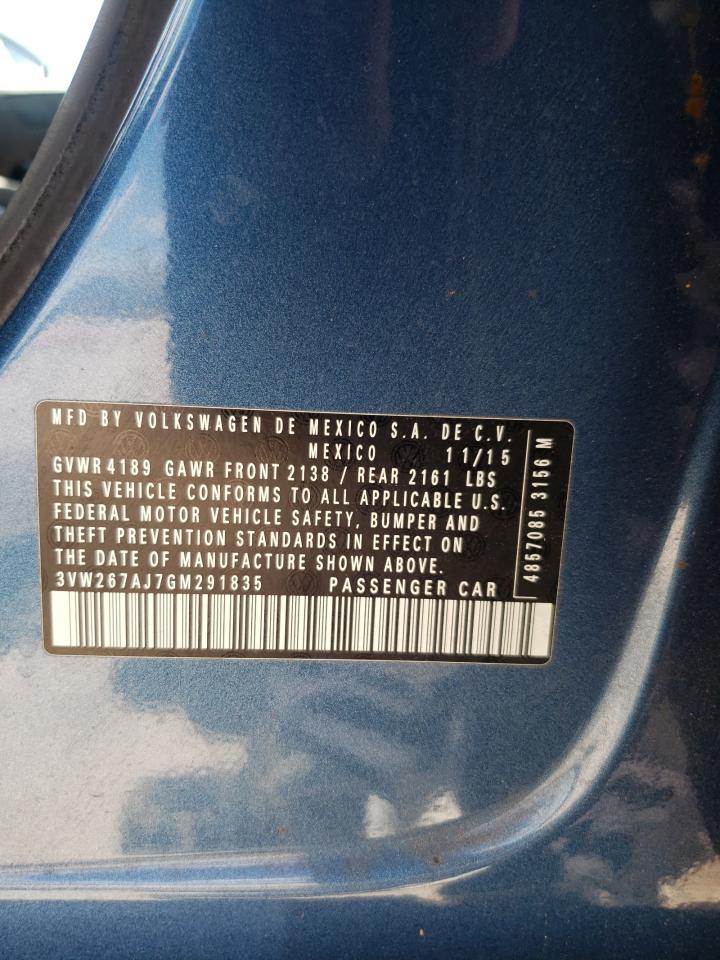 MFD BY VOLKSWAGEN DE MEXICO S.A. DE C.V.
MEXICO 11/15
GVWR 4189 GAWR FRONT 2138 / REAR 2161 LBS
THIS VEHICLE CONFORMS TO ALL APPLICABLE U.S.
FEDERAL MOTOR VEHICLE SAFETY, BUMPER AND
THEFT PREVENTION STANDARDS IN EFFECT ON
THE DATE OF MANUFACTURE SHOWN ABOVE.
3VW267AJ7GM291835 PASSENGER CAR
4857085 3156 M